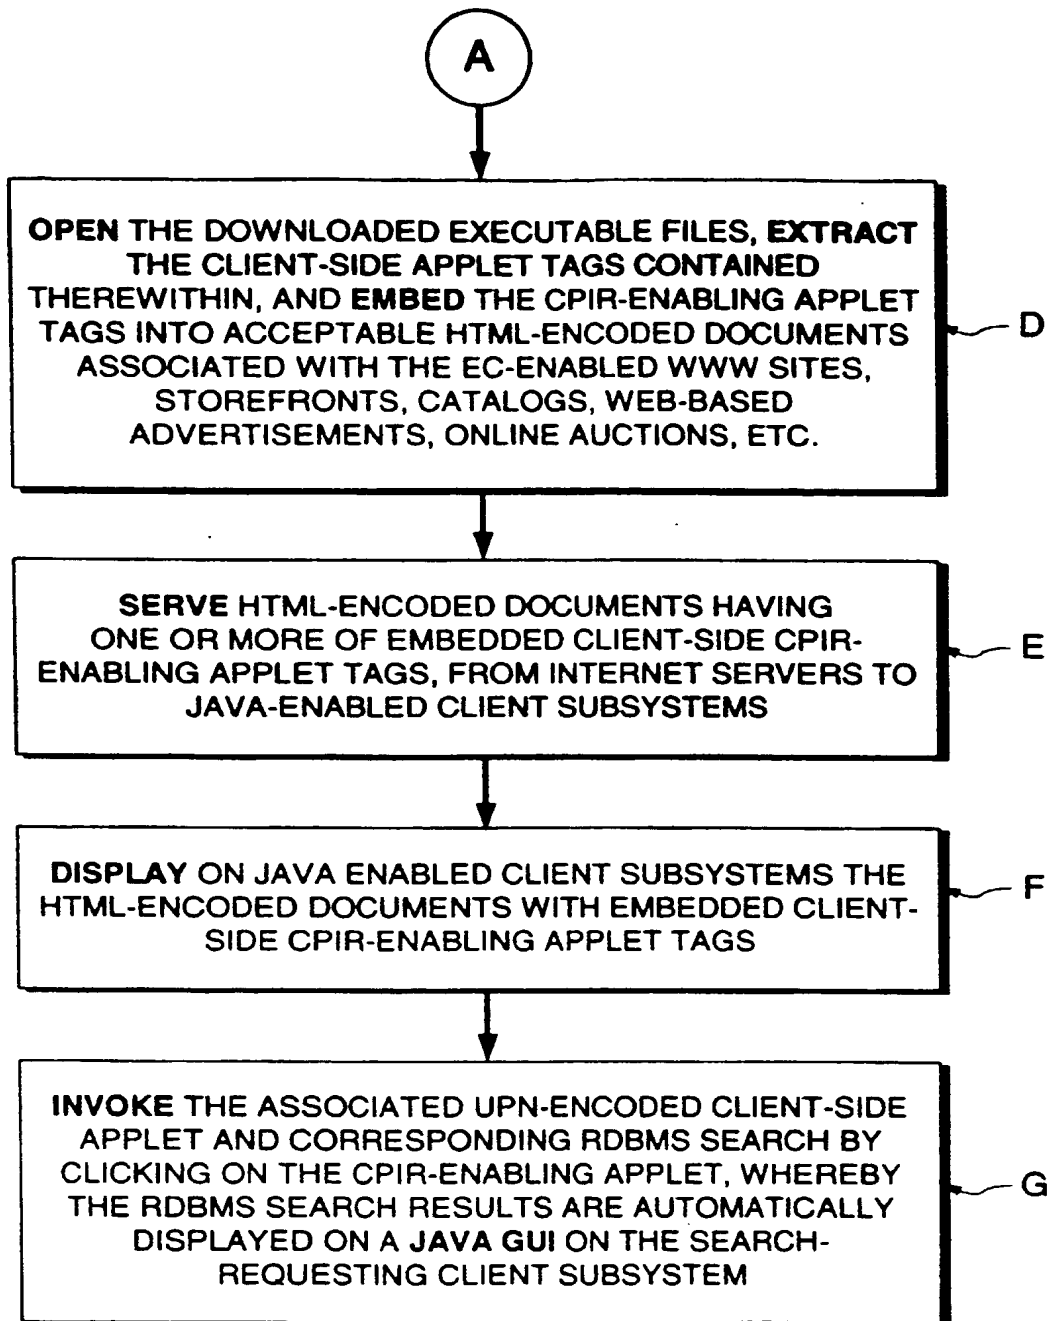 A
OPEN THE DOWNLOADED EXECUTABLE FILES, EXTRACT
THE CLIENT-SIDE APPLET TAGS CONTAINED
THEREWITHIN, AND EMBED THE CPIR-ENABLING APPLET
TAGS INTO ACCEPTABLE HTML-ENCODED DOCUMENTS
ASSOCIATED WITH THE EC-ENABLED WWW SITES,
STOREFRONTS, CATALOGS, WEB-BASED
ADVERTISEMENTS, ONLINE AUCTIONS, ETC.
D
SERVE HTML-ENCODED DOCUMENTS HAVING
ONE OR MORE OF EMBEDDED CLIENT-SIDE CPIR-
ENABLING APPLET TAGS, FROM INTERNET SERVERS TO
JAVA-ENABLED CLIENT SUBSYSTEMS
E
DISPLAY ON JAVA ENABLED CLIENT SUBSYSTEMS THE
HTML-ENCODED DOCUMENTS WITH EMBEDDED CLIENT-
SIDE CPIR-ENABLING APPLET TAGS
F
INVOKE THE ASSOCIATED UPN-ENCODED CLIENT-SIDE
APPLET AND CORRESPONDING RDBMS SEARCH BY
CLICKING ON THE CPIR-ENABLING APPLET, WHEREBY
THE RDBMS SEARCH RESULTS ARE AUTOMATICALLY
DISPLAYED ON A JAVA GUI ON THE SEARCH-
REQUESTING CLIENT SUBSYSTEM
G